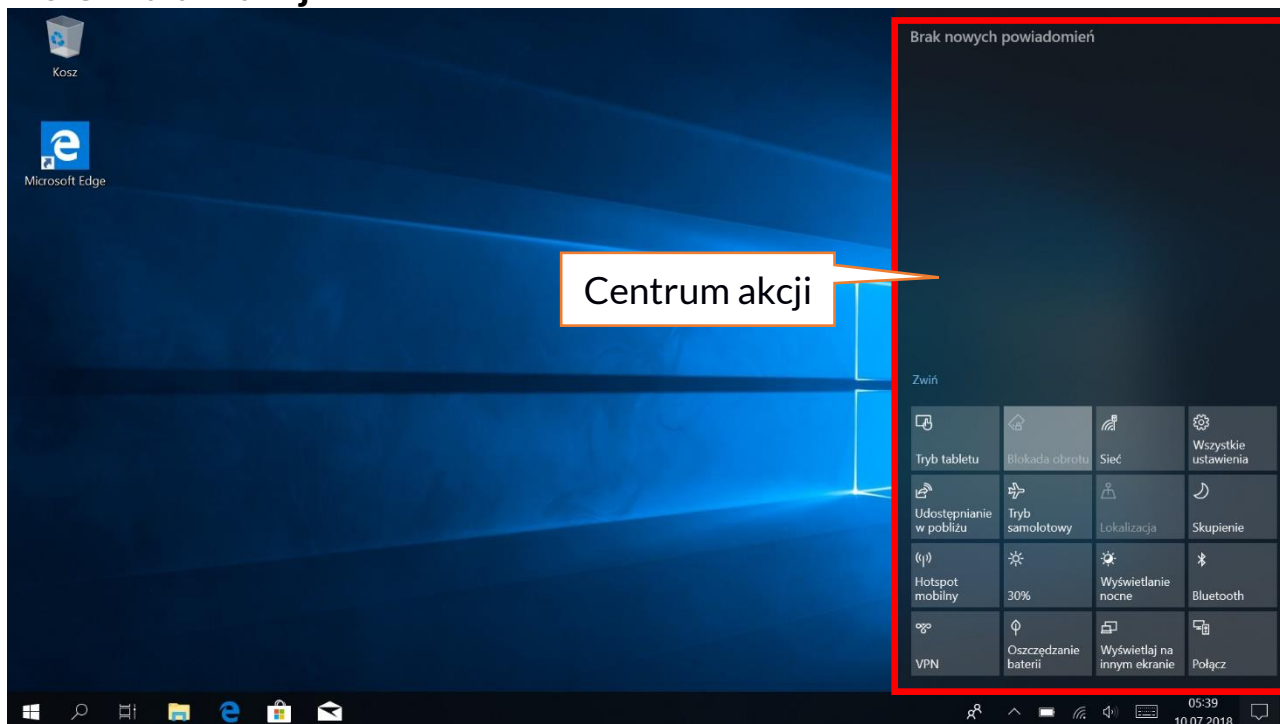 Kosz
Microsoft Edge
Centrum akcji
Brak nowych powiadomień
Zwiń
Tryb tabletu
Blokada obrotu
Sieć
Wszystkie
ustawienia
Udostępnianie
w pobliżu
Tryb
samolotowy
Lokalizacja
Skupienie
Hotspot
mobilny
30%
Wyświetlanie
nocne
Bluetooth
VPN
Oszczędzanie
baterii
Wyświetlaj na
innym ekranie
Połącz
05:39
10.07.2018